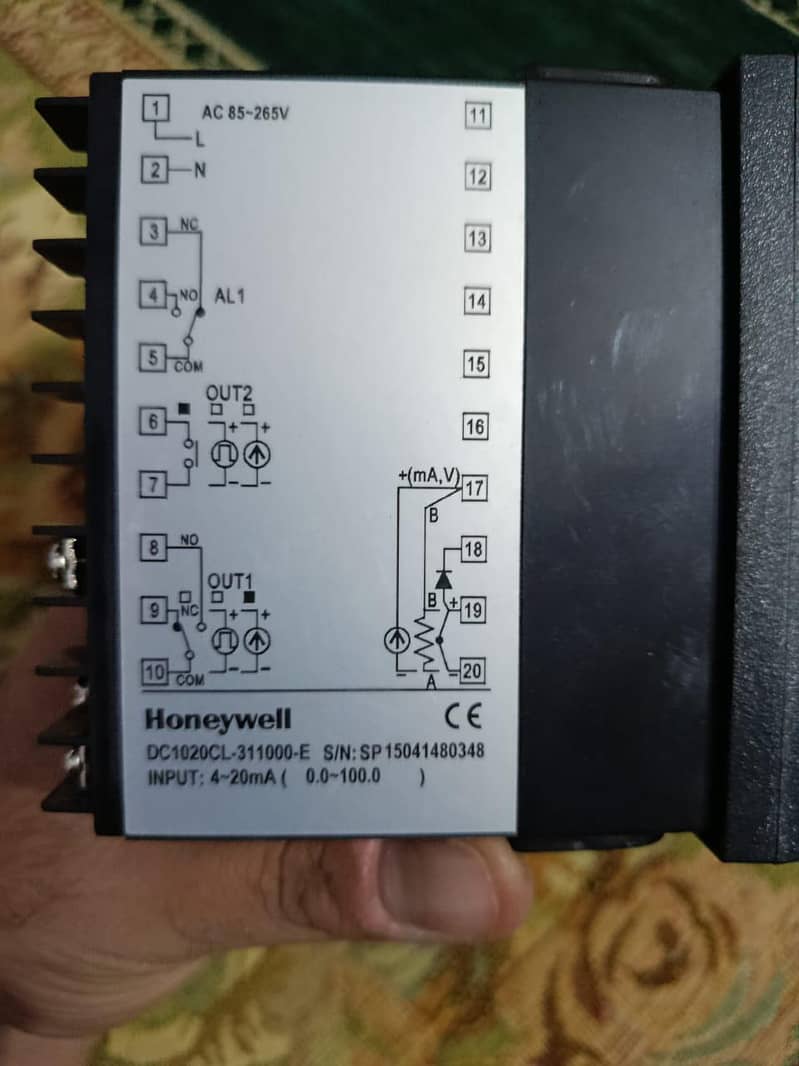 1 AC 85~265V 11
L
2 N 12
3 NC 13
4 NO AL1 14
5 COM 15
OUT2
6 + + 16
7 - - +(mA,V) 17
B
8 NO 18
OUT1
9 NC + + B + 19
10 COM - - - A - 20
Honeywell CE
DC1020CL-311000-E S/N: SP15041480348
INPUT: 4~20mA ( 0.0~100.0 )